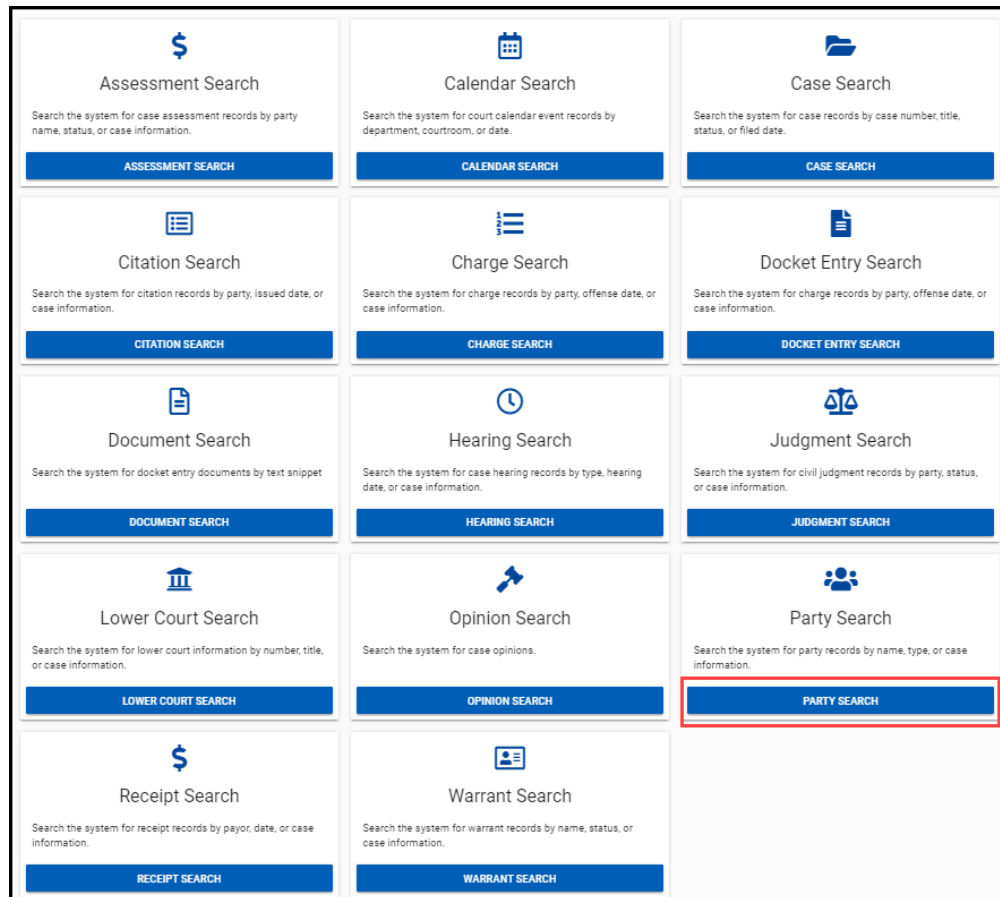 Assessment Search
Search the system for case assessment records by party
name, status, or case information.
ASSESSMENT SEARCH
Calendar Search
Search the system for court calendar event records by
department, courtroom, or date.
CALENDAR SEARCH
Case Search
Search the system for case records by case number, title,
status, or filed date.
CASE SEARCH
Citation Search
Search the system for citation records by party, issued date, or
case information.
CITATION SEARCH
Charge Search
Search the system for charge records by party, offense date, or
case information.
CHARGE SEARCH
Docket Entry Search
Search the system for charge records by party, offense date, or
case information.
DOCKET ENTRY SEARCH
Document Search
Search the system for docket entry documents by text snippet
DOCUMENT SEARCH
Hearing Search
Search the system for case hearing records by type, hearing
date, or case information.
HEARING SEARCH
Judgment Search
Search the system for civil judgment records by party, status,
or case information.
JUDGMENT SEARCH
Lower Court Search
Search the system for lower court information by number, title,
or case information.
LOWER COURT SEARCH
Opinion Search
Search the system for case opinions.
OPINION SEARCH
Party Search
Search the system for party records by name, type, or case
information.
PARTY SEARCH
Receipt Search
Search the system for receipt records by payor, date, or case
information.
RECEIPT SEARCH
Warrant Search
Search the system for warrant records by name, status, or
case information.
WARRANT SEARCH